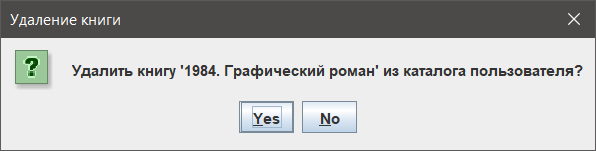 Удаление книги
Удалить книгу '1984. Графический роман' из каталога пользователя?
Yes No